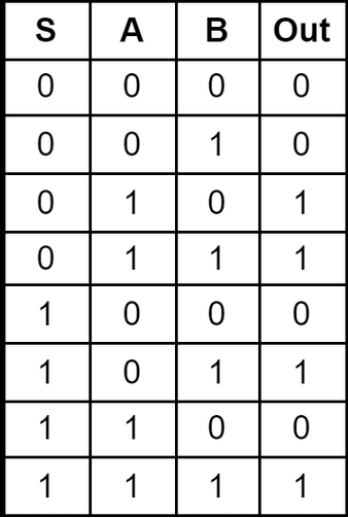 S A B Out
0 0 0 0
0 0 1 0
0 1 0 1
0 1 1 1
1 0 0 0
1 0 1 1
1 1 0 0
1 1 1 1